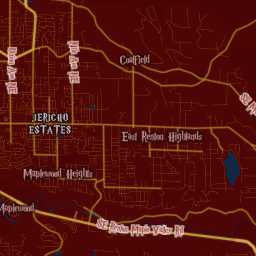 Coalfield
JERICHO
ESTATES
East Renton Highlands
Maplewood Heights
Maplewood
SE Renton Maple Valley Rd